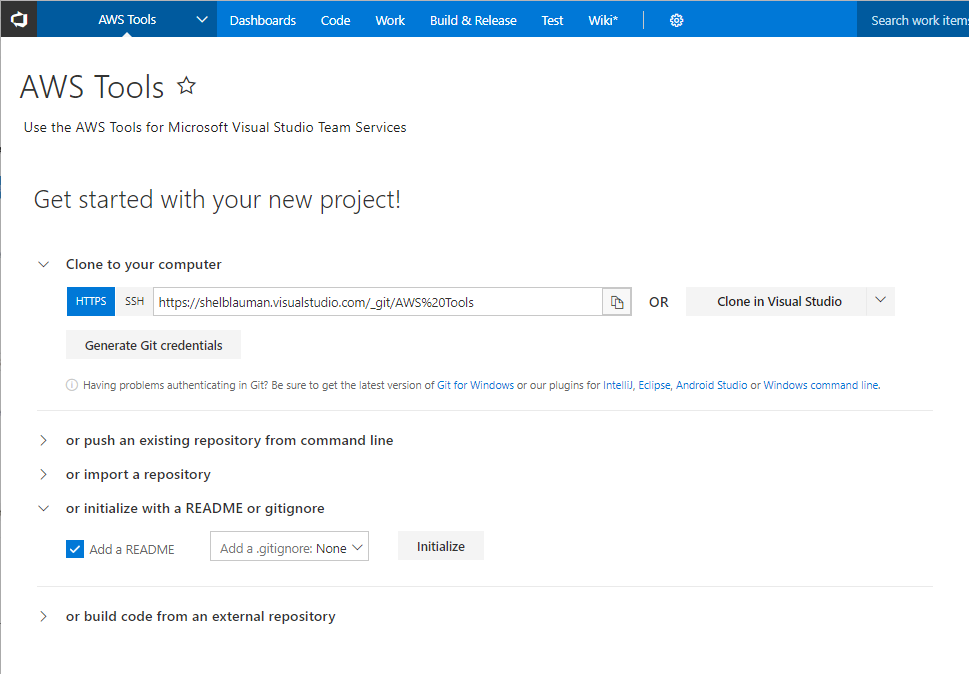 AWS Tools Dashboards Code Work Build & Release Test Wiki* Search work items
AWS Tools
Use the AWS Tools for Microsoft Visual Studio Team Services
Get started with your new project!
Clone to your computer
HTTPS SSH https://shelblauman.visualstudio.com/_git/AWS%20Tools OR Clone in Visual Studio
Generate Git credentials
Having problems authenticating in Git? Be sure to get the latest version of Git for Windows or our plugins for IntelliJ, Eclipse, Android Studio or Windows command line.
or push an existing repository from command line
or import a repository
or initialize with a README or gitignore
Add a README Add a .gitignore: None Initialize
or build code from an external repository